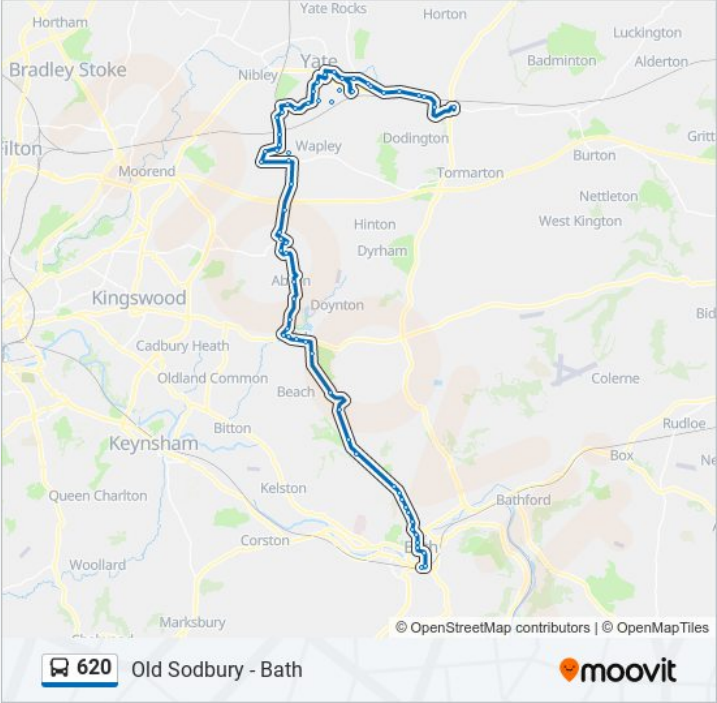 Yate Rocks
Hortham
Horton
Luckington
Bradley Stoke
Yate
Badminton
Alderton
Nibley
Filton
Dodington
Gritt
Wapley
Burton
Moorend
Tormarton
Nettleton
Hinton
West Kington
Dyrham
Kingswood
Doynton
Bid
Cadbury Heath
Oldland Common
Colerne
Beach
Bitton
Rudloe
Keynsham
Box
Queen Charlton
Kelston
Bathford
Corston
Bath
Woollard
Marksbury
© OpenStreetMap contributors | © OpenMapTiles
620 Old Sodbury - Bath
moovit